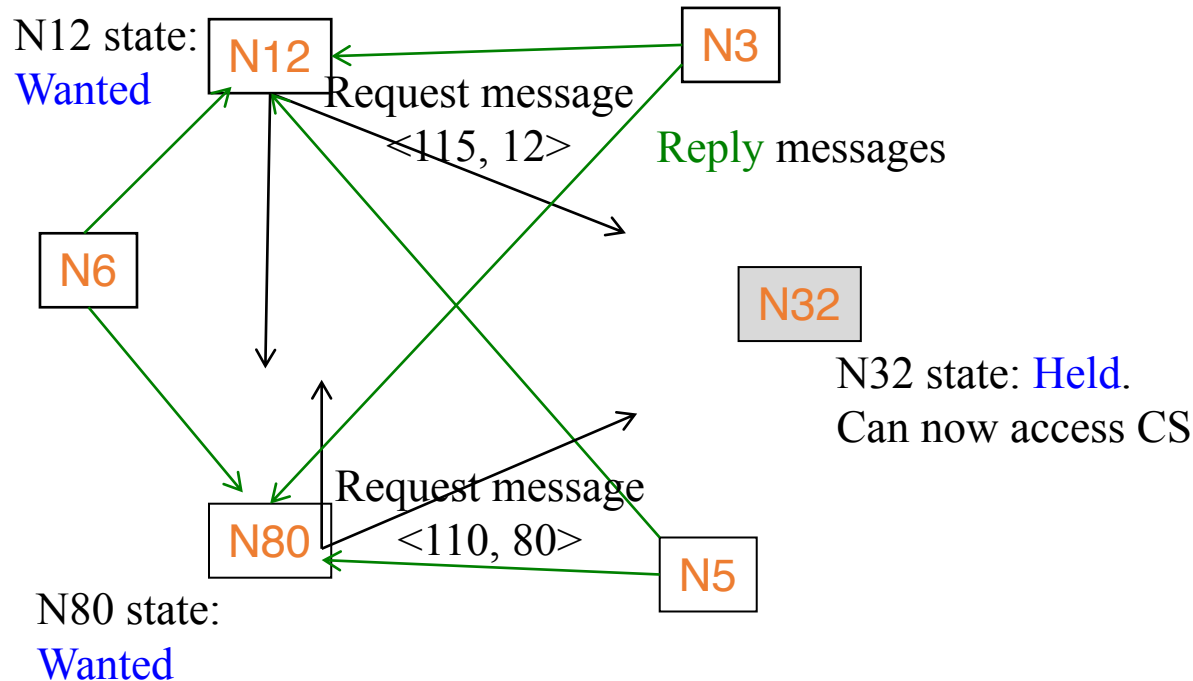 N12 state:
Wanted
N12
N3
Request message
<115, 12>
Reply messages
N6
N32
N32 state: Held.
Can now access CS
Request message
<110, 80>
N80
N5
N80 state:
Wanted